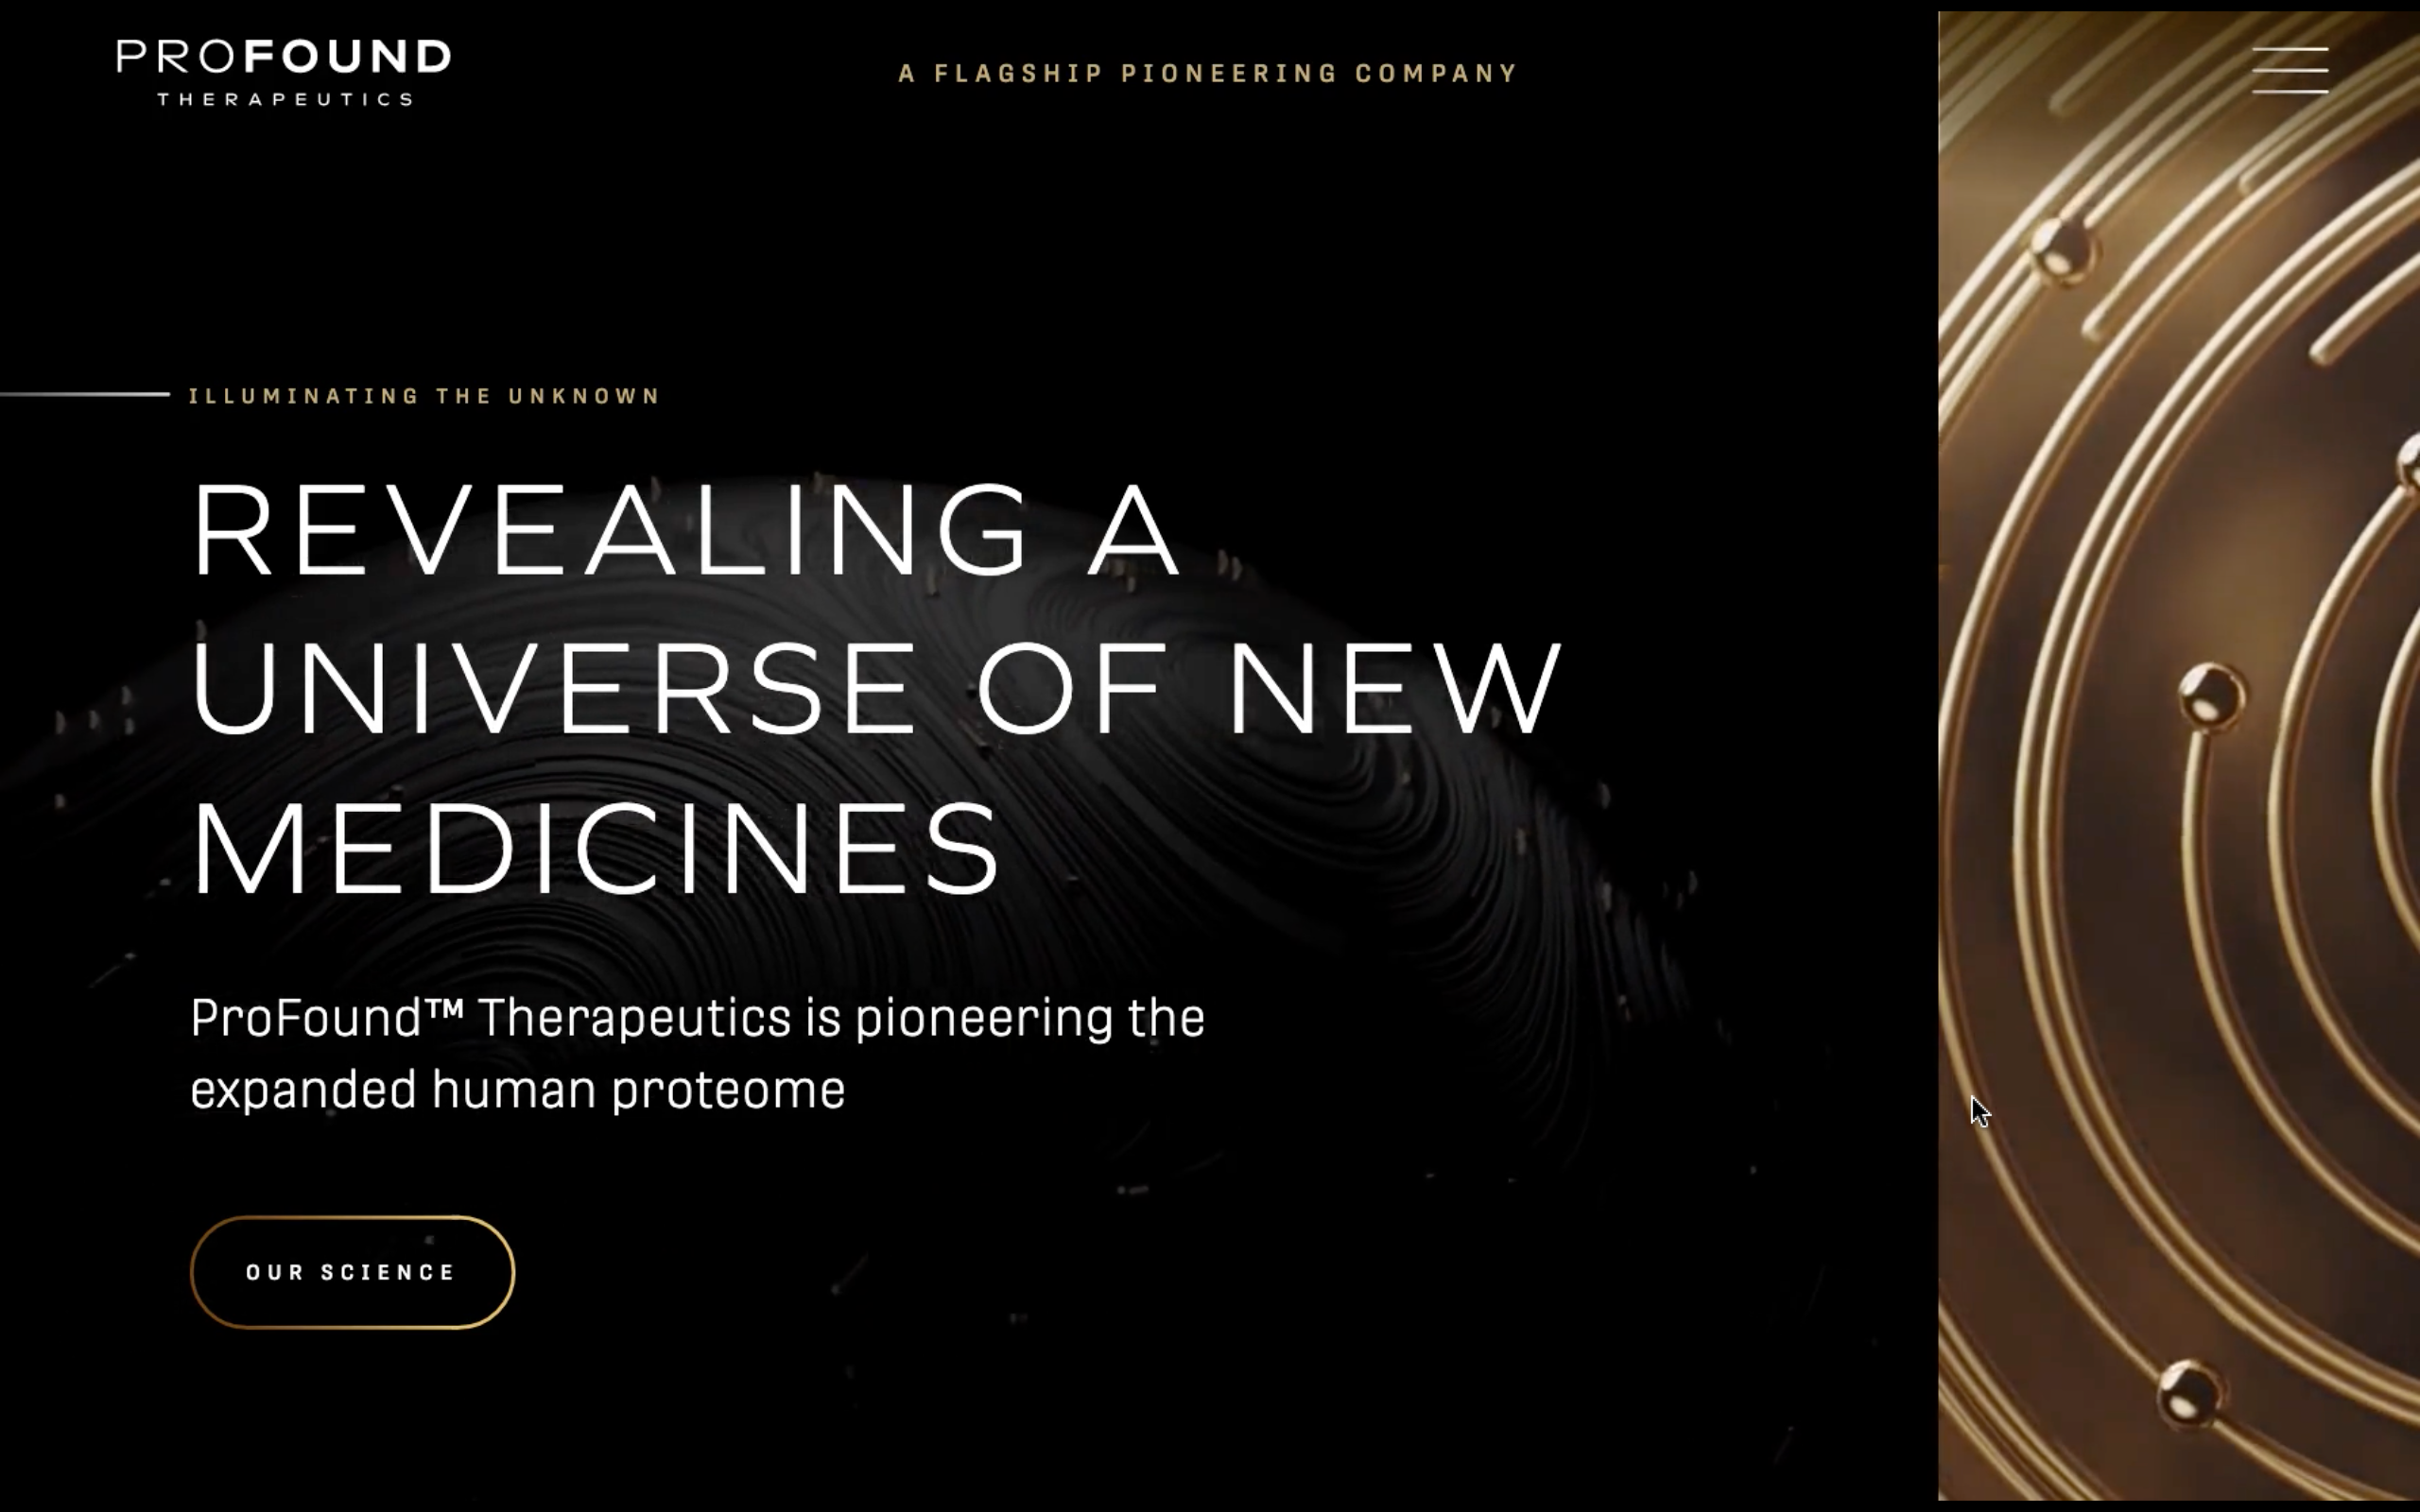 PROFOUND
THERAPEUTICS
A FLAGSHIP PIONEERING COMPANY
ILLUMINATING THE UNKNOWN
REVEALING A
UNIVERSE OF NEW
MEDICINES
ProFound™ Therapeutics is pioneering the
expanded human proteome
OUR SCIENCE